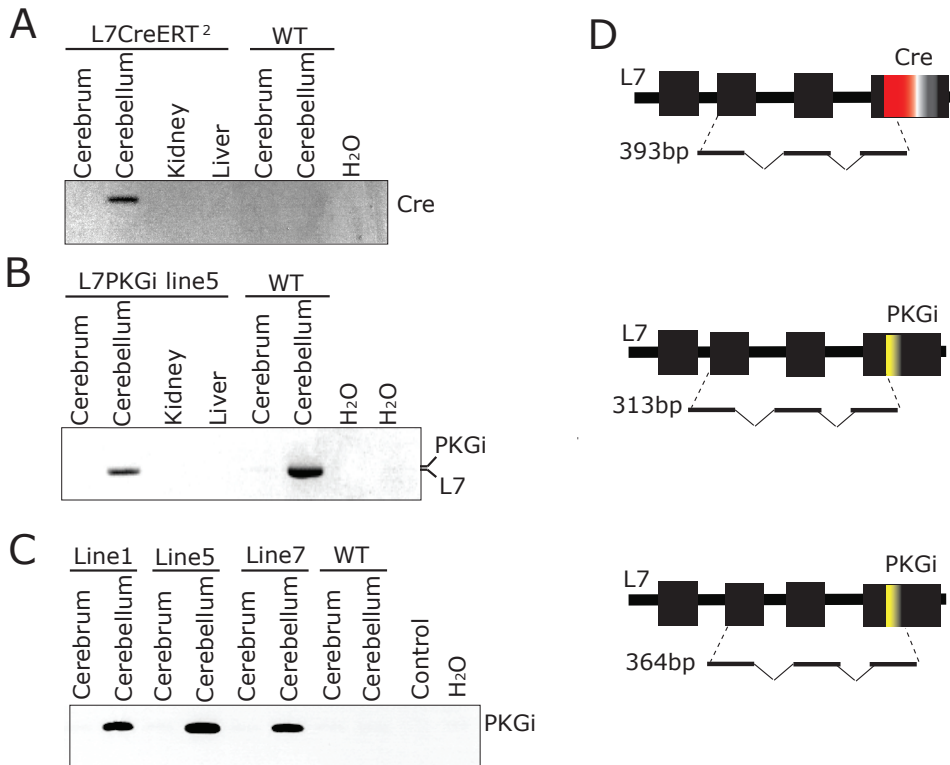 A
L7CreERT²
WT
Cerebrum
Cerebellum
Kidney
Liver
Cerebrum
Cerebellum
H₂O
Cre
B
L7PKGi line5
WT
Cerebrum
Cerebellum
Kidney
Liver
Cerebrum
Cerebellum
H₂O
H₂O
PKGi
L7
C
Line1
Line5
Line7
WT
Cerebrum
Cerebellum
Cerebrum
Cerebellum
Cerebrum
Cerebellum
Cerebrum
Cerebellum
Control
H₂O
PKGi
D
Cre
L7
393bp
PKGi
L7
313bp
PKGi
L7
364bp